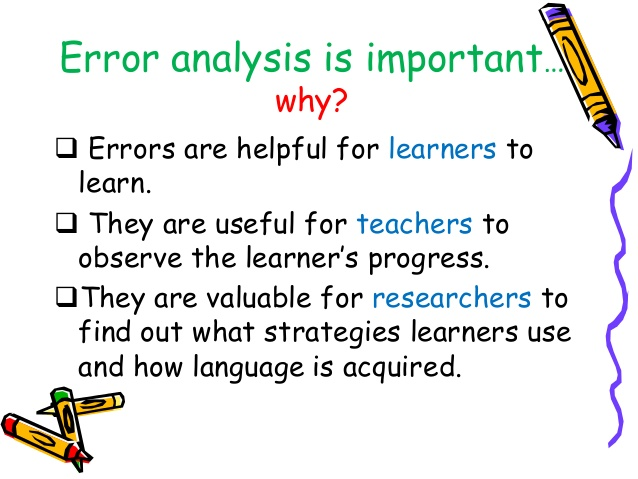 Error analysis is important…
why?
❑ Errors are helpful for learners to
learn.
❑ They are useful for teachers to
observe the learner’s progress.
❑They are valuable for researchers to
find out what strategies learners use
and how language is acquired.